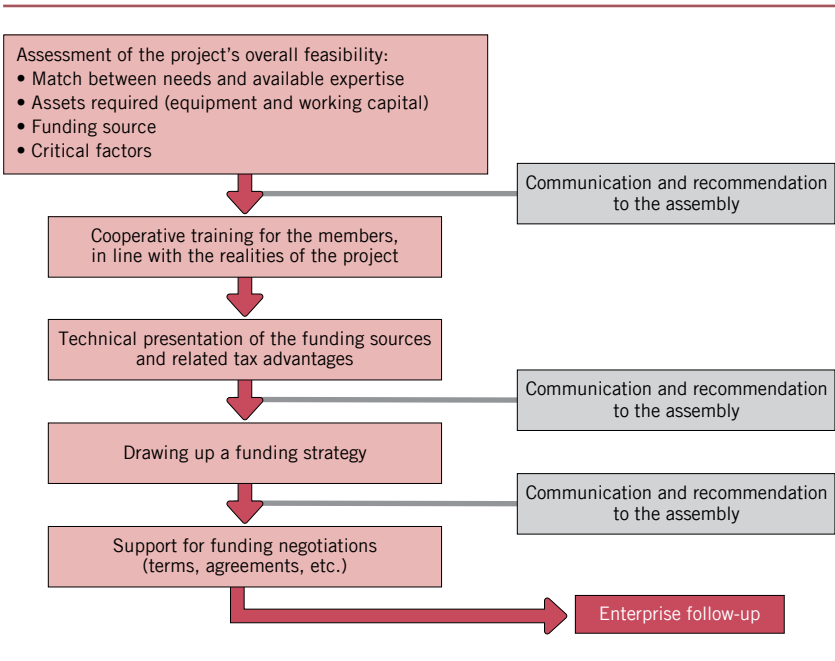 Assessment of the project's overall feasibility:
• Match between needs and available expertise
• Assets required (equipment and working capital)
• Funding source
• Critical factors
Communication and recommendation
to the assembly
Cooperative training for the members,
in line with the realities of the project
Technical presentation of the funding sources
and related tax advantages
Communication and recommendation
to the assembly
Drawing up a funding strategy
Communication and recommendation
to the assembly
Support for funding negotiations
(terms, agreements, etc.)
Enterprise follow-up